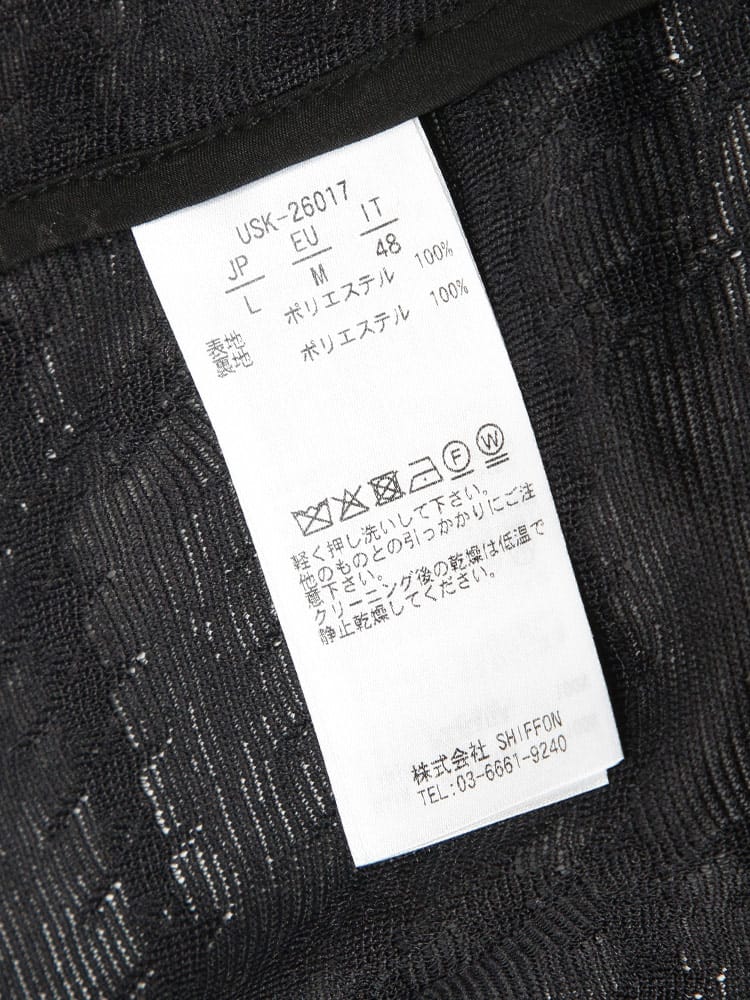 USK-26017
JP EU IT
L M 48
表地 ポリエステル 100%
裏地 ポリエステル 100%
F W
軽く押し洗いして下さい。
他のものとの引っかかりにご注
意下さい。
クリーニング後の乾燥は低温で
静止乾燥してください。
株式会社 SHIFFON
TEL:03-6661-9240